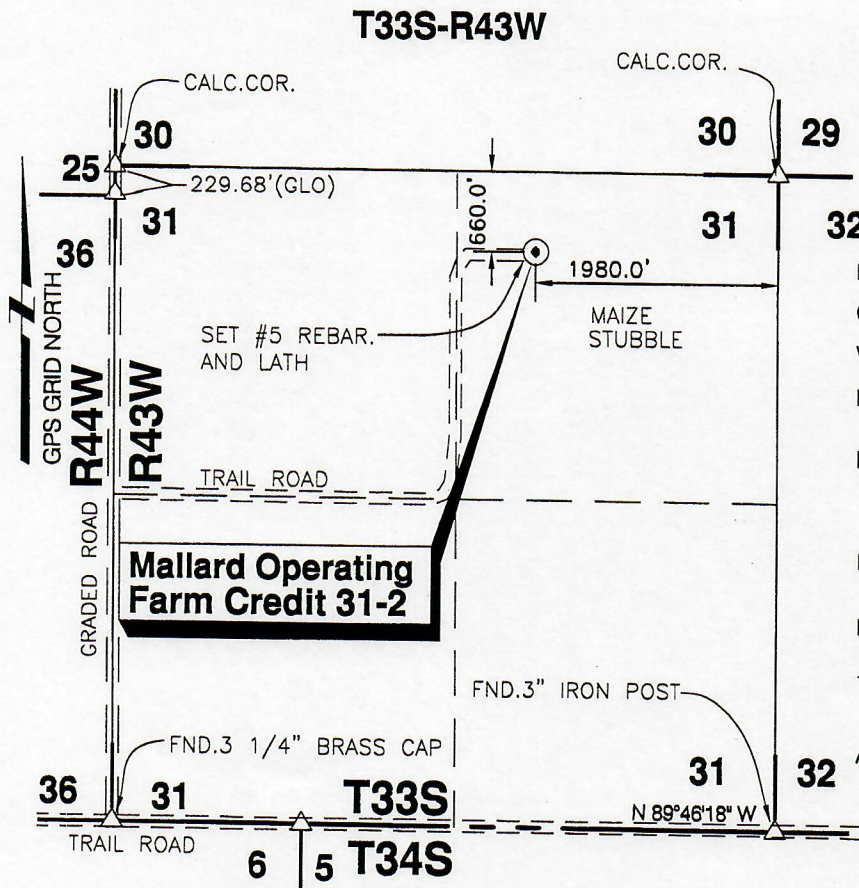 T33S-R43W
CALC.COR.
CALC.COR.
30
30
29
25
229.68'(GLO)
31
31
32
36
660.0'
1980.0'
SET #5 REBAR.
AND LATH
MAIZE
STUBBLE
GPS GRID NORTH
R44W
R43W
TRAIL ROAD
GRADED ROAD
Mallard Operating
Farm Credit 31-2
FND.3" IRON POST
FND.3 1/4" BRASS CAP
31
32
36
31
T33S
N 89°46'18" W
TRAIL ROAD
6
5
T34S